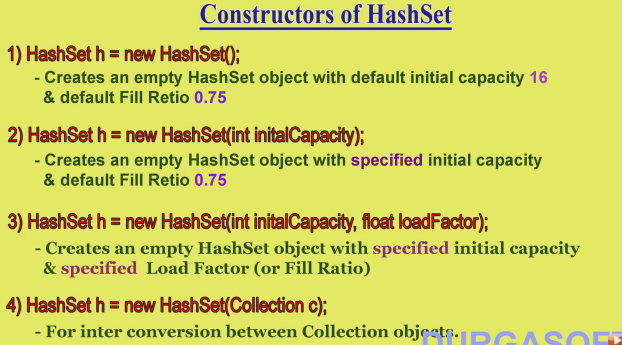 Constructors of HashSet
1) HashSet h = new HashSet();
- Creates an empty HashSet object with default initial capacity 16
& default Fill Retio 0.75
2) HashSet h = new HashSet(int initalCapacity);
- Creates an empty HashSet object with specified initial capacity
& default Fill Retio 0.75
3) HashSet h = new HashSet(int initalCapacity, float loadFactor);
- Creates an empty HashSet object with specified initial capacity
& specified Load Factor (or Fill Ratio)
4) HashSet h = new HashSet(Collection c);
- For inter conversion between Collection objects.
DURGASOFT